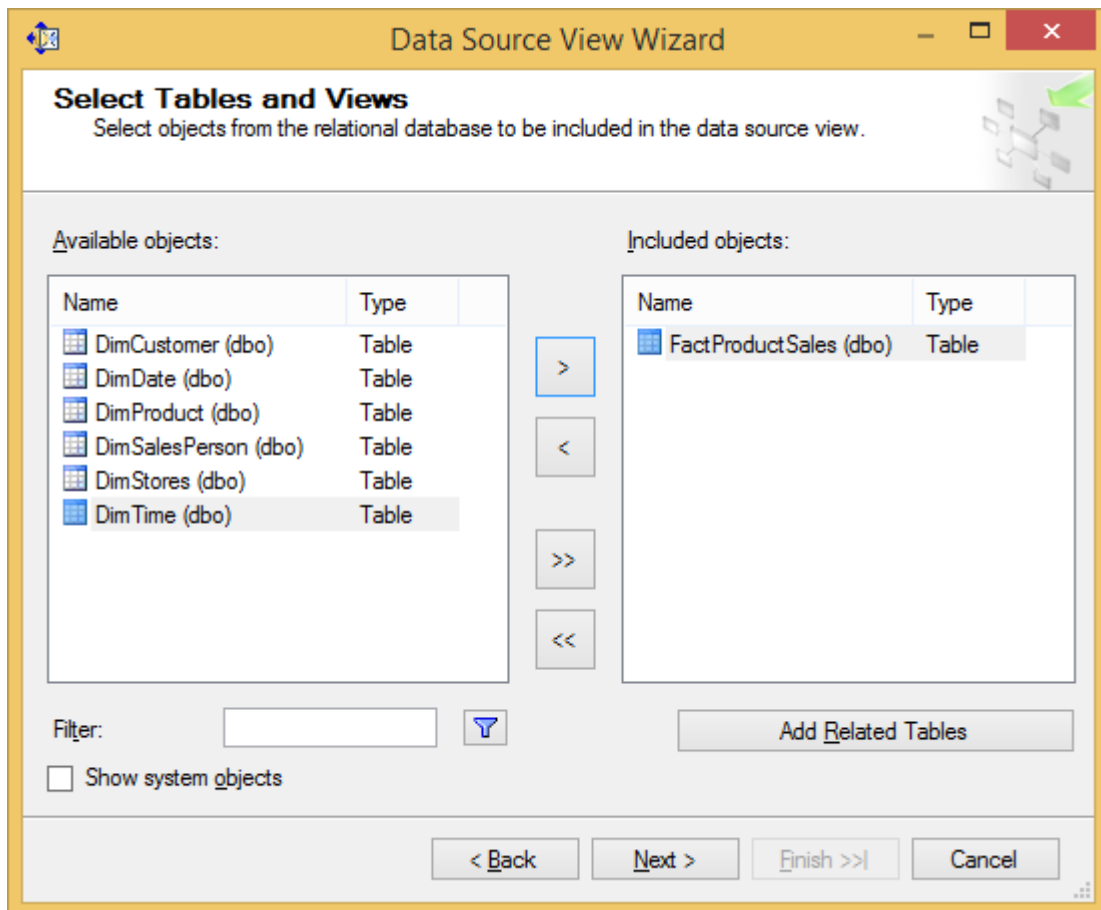 Data Source View Wizard
Select Tables and Views
Select objects from the relational database to be included in the data source view.
Available objects:
Name Type
DimCustomer (dbo) Table
DimDate (dbo) Table
DimProduct (dbo) Table
DimSalesPerson (dbo) Table
DimStores (dbo) Table
DimTime (dbo) Table
>
<
>>
<<
Included objects:
Name Type
FactProductSales (dbo) Table
Filter:
Add Related Tables
Show system objects
< Back Next > Finish >>| Cancel